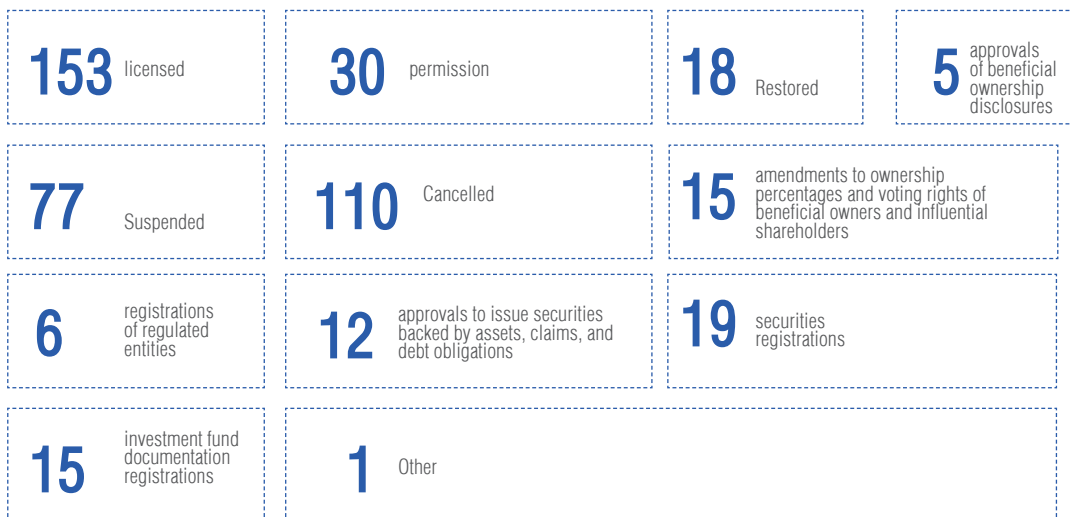 153 licensed
30 permission
18 Restored
5 approvals
of beneficial
ownership
disclosures
77 Suspended
110 Cancelled
15 amendments to ownership
percentages and voting rights of
beneficial owners and influential
shareholders
6 registrations
of regulated
entities
12 approvals to issue securities
backed by assets, claims, and
debt obligations
19 securities
registrations
15 investment fund
documentation
registrations
1 Other